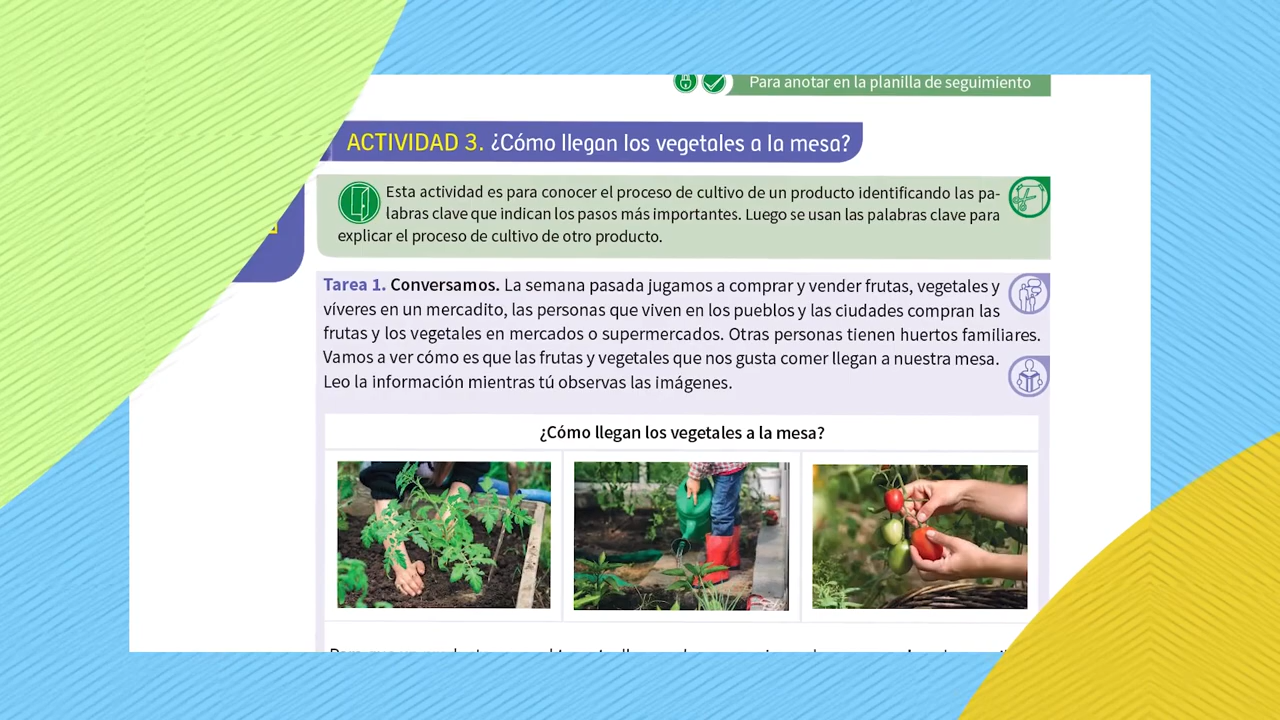 Para anotar en la planilla de seguimiento
ACTIVIDAD 3. ¿Cómo llegan los vegetales a la mesa?
Esta actividad es para conocer el proceso de cultivo de un producto identificando las pa-
labras clave que indican los pasos más importantes. Luego se usan las palabras clave para
explicar el proceso de cultivo de otro producto.
Tarea 1. Conversamos. La semana pasada jugamos a comprar y vender frutas, vegetales y
víveres en un mercadito, las personas que viven en los pueblos y las ciudades compran las
frutas y los vegetales en mercados o supermercados. Otras personas tienen huertos familiares.
Vamos a ver cómo es que las frutas y vegetales que nos gusta comer llegan a nuestra mesa.
Leo la información mientras tú observas las imágenes.
¿Cómo llegan los vegetales a la mesa?